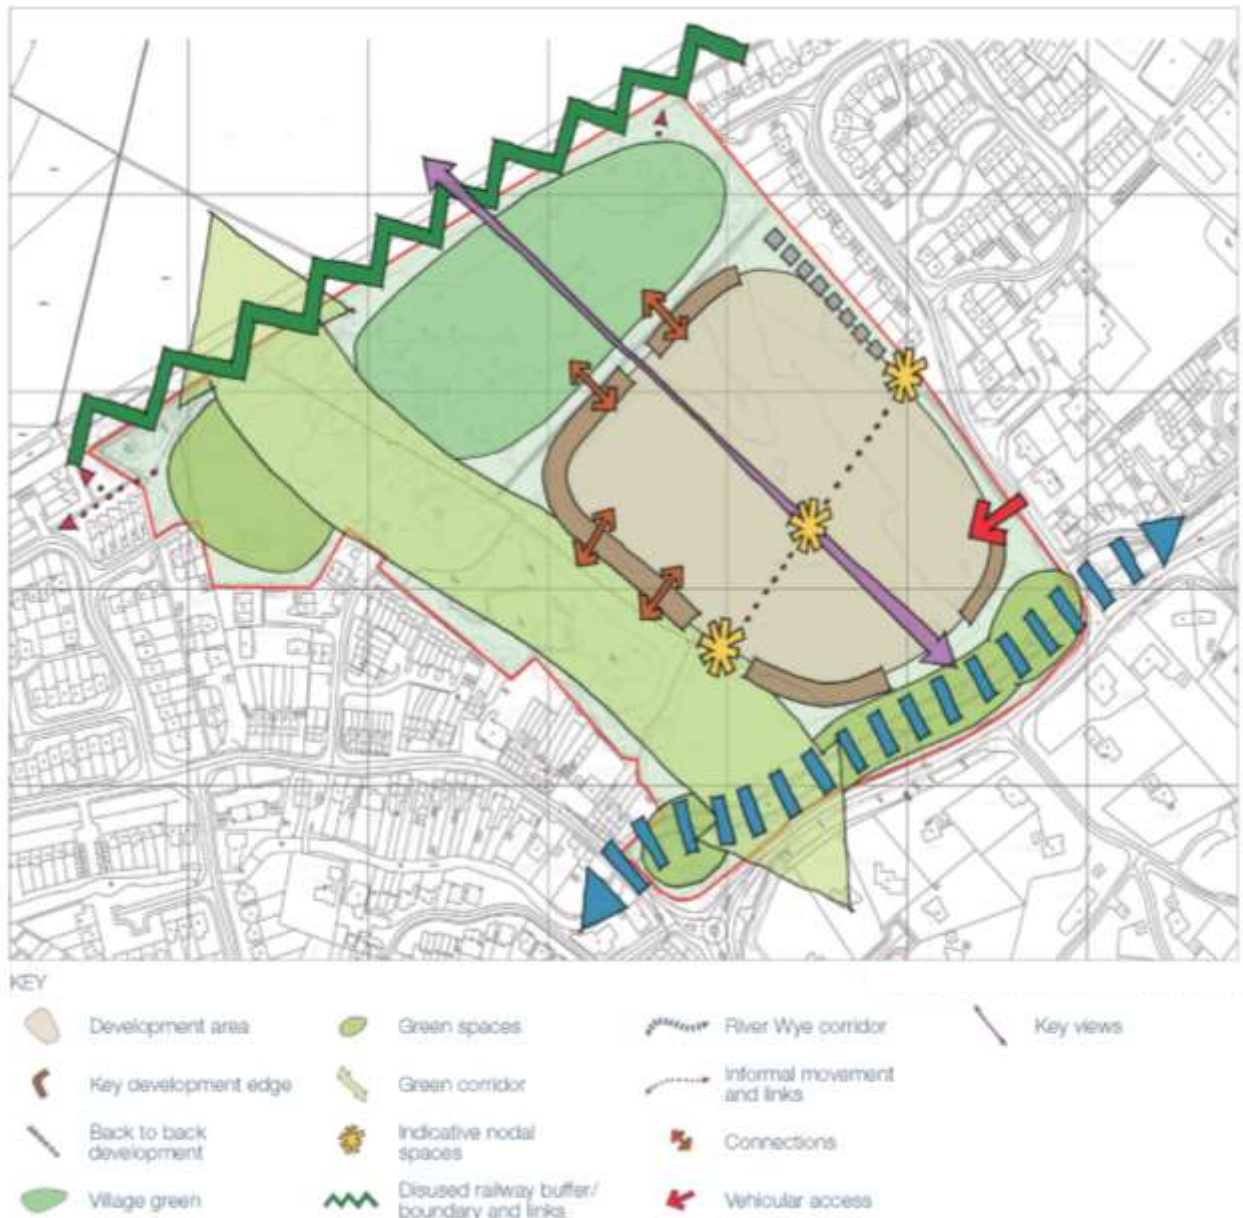 KEY
Development area
Key development edge
Back to back
development
Village green
Green spaces
Green corridor
Indicative nodal
spaces
Disused railway buffer/
boundary and links
River Wye corridor
Informal movement
and links
Connections
Vehicular access
Key views